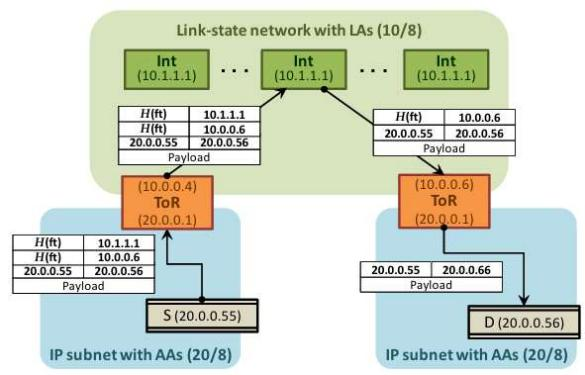 Link-state network with LAs (10/8)
Int
(10.1.1.1)
. . .
Int
(10.1.1.1)
. . .
Int
(10.1.1.1)
H(ft) 10.1.1.1
H(ft) 10.0.0.6
20.0.0.55 20.0.0.56
Payload
H(ft) 10.0.0.6
20.0.0.55 20.0.0.56
Payload
(10.0.0.4)
ToR
(20.0.0.1)
(10.0.0.6)
ToR
(20.0.0.1)
H(ft) 10.1.1.1
H(ft) 10.0.0.6
20.0.0.55 20.0.0.56
Payload
20.0.0.55 20.0.0.66
Payload
S (20.0.0.55)
D (20.0.0.56)
IP subnet with AAs (20/8)
IP subnet with AAs (20/8)